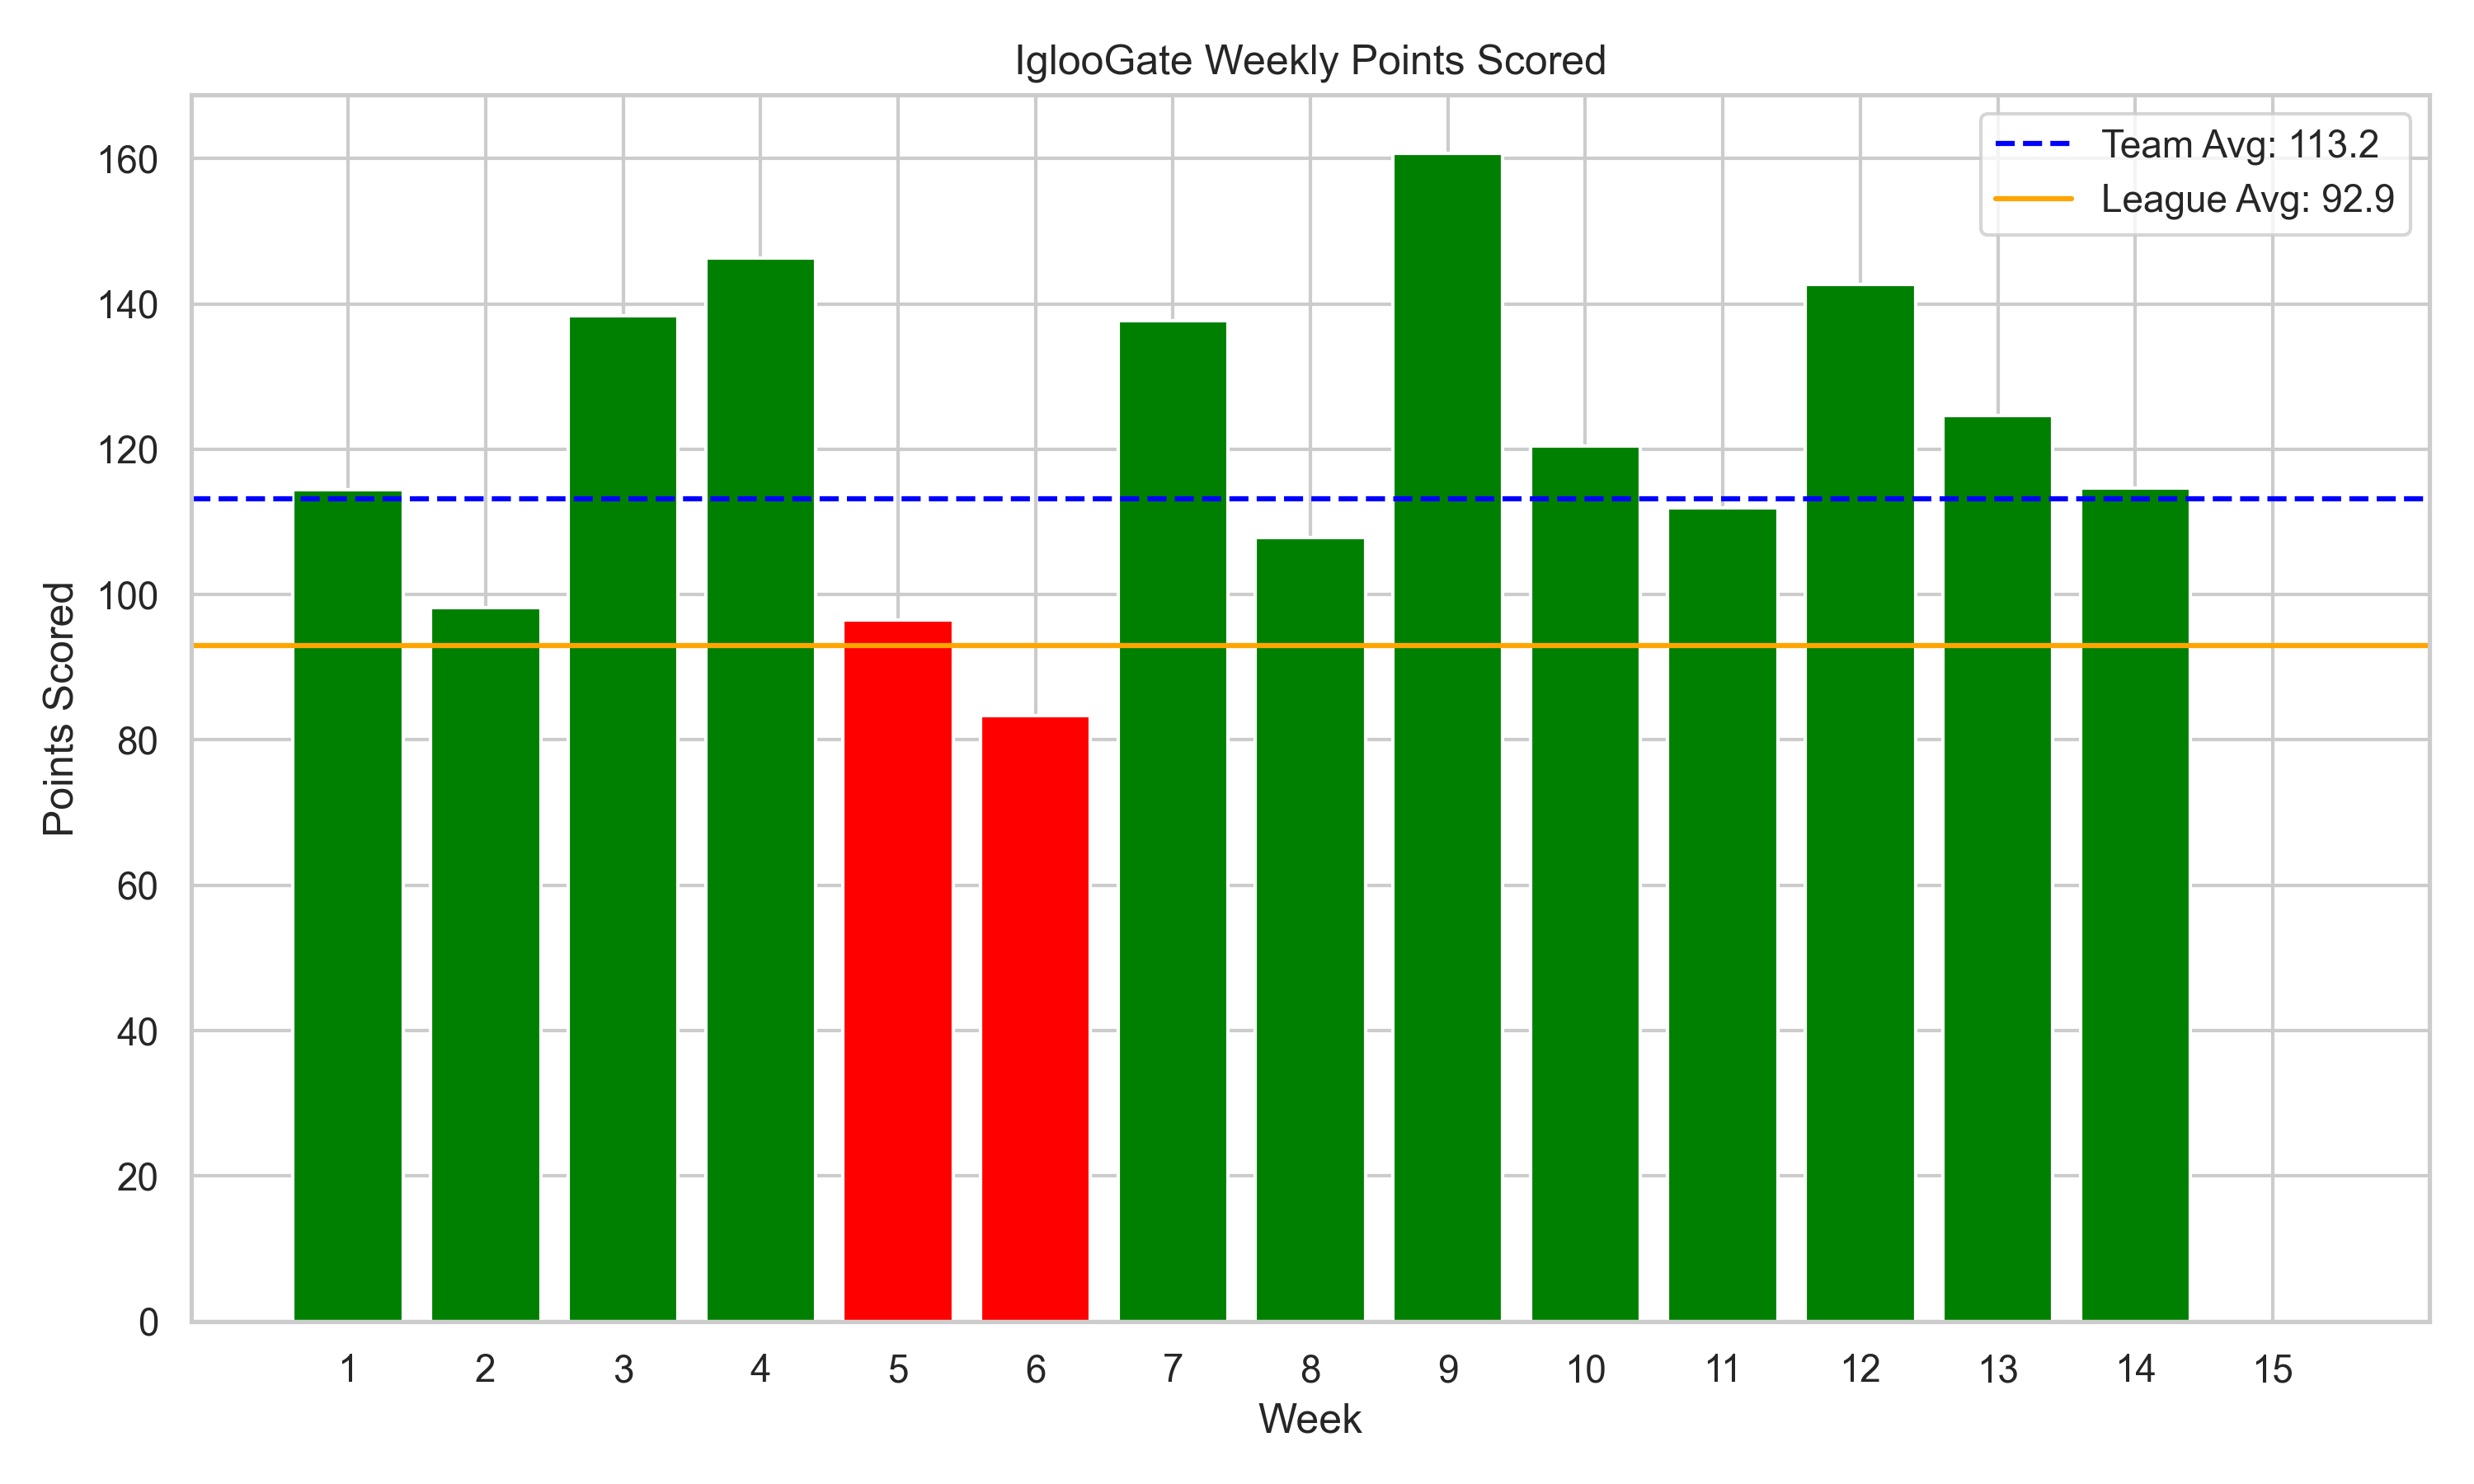 IglooGate Weekly Points Scored
Team Avg: 113.2
League Avg: 92.9
160
140
120
100
80
60
40
20
0
Points Scored
1 2 3 4 5 6 7 8 9 10 11 12 13 14 15
Week